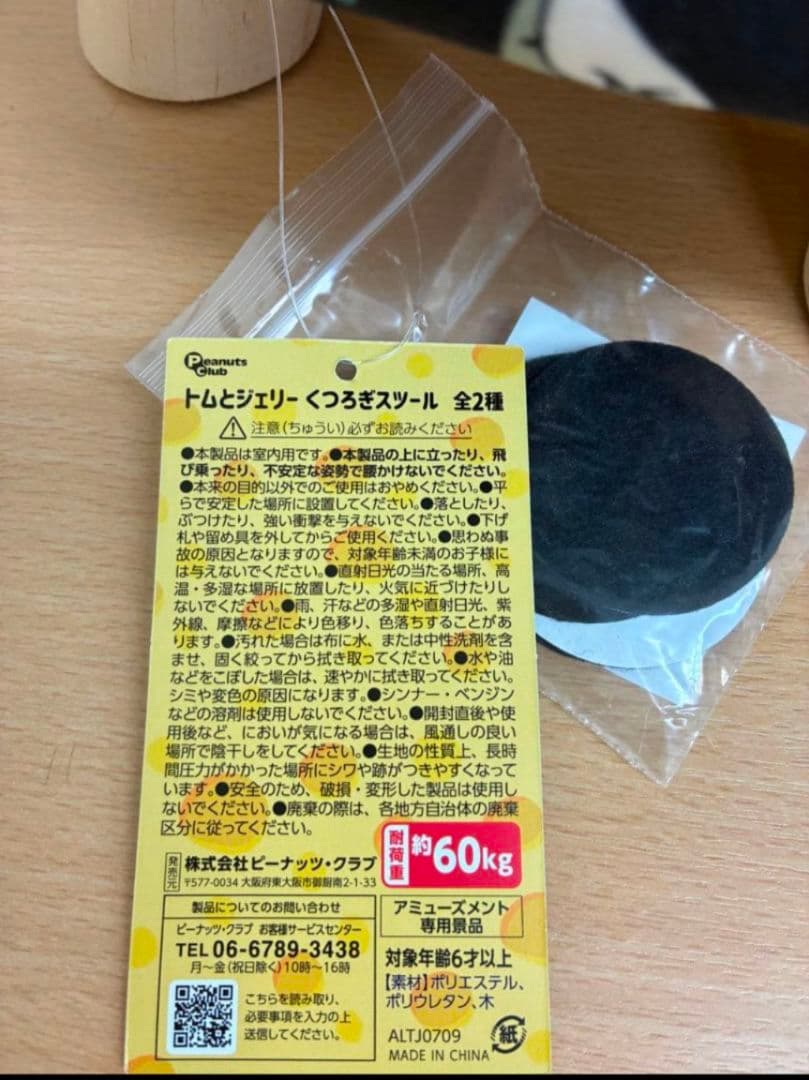 Peanuts Club
トムとジェリー くつろぎスツール 全2種
注意(ちゅうい)必ずお読みください
●本製品は室内用です。●本製品の上に立ったり、飛
び乗ったり、不安定な姿勢で腰かけないでください。
●本来の目的以外でのご使用はおやめください。●平
らで安定した場所に設置してください。●落としたり、
ぶつけたり、強い衝撃を与えないでください。●下げ
札や留め具を外してからご使用ください。●思わぬ事
故の原因となりますので、対象年齢未満のお子様に
は与えないでください。●直射日光の当たる場所、高
温・多湿な場所に放置したり、火気に近づけたりし
ないでください。●雨、汗などの多湿や直射日光、紫
外線、摩擦などにより色移り、色落ちすることがあ
ります。●汚れた場合は布に水、または中性洗剤を含
ませ、固く絞ってから拭き取ってください。●水や油
などをこぼした場合は、速やかに拭き取ってください。
シミや変色の原因になります。●シンナー・ベンジン
などの溶剤は使用しないでください。●開封直後や使
用後など、においが気になる場合は、風通しの良い
場所で陰干しをしてください。●生地の性質上、長時
間圧力がかかった場所にシワや跡がつきやすくなって
います。●安全のため、破損・変形した製品は使用し
ないでください。●廃棄の際は、各地方自治体の廃棄
区分に従ってください。
耐荷重 約60kg
発売元 株式会社ピーナッツ・クラブ
〒577-0034 大阪府東大阪市御厨南2-1-33
製品についてのお問い合わせ
ピーナッツ・クラブ お客様サービスセンター
TEL 06-6789-3438
月〜金(祝日除く)10時〜16時
こちらを読み取り、
必要事項を入力の上
送信してください。
アミューズメント
専用景品
対象年齢6才以上
【素材】ポリエステル、
ポリウレタン、木
ALTJ0709
MADE IN CHINA
紙